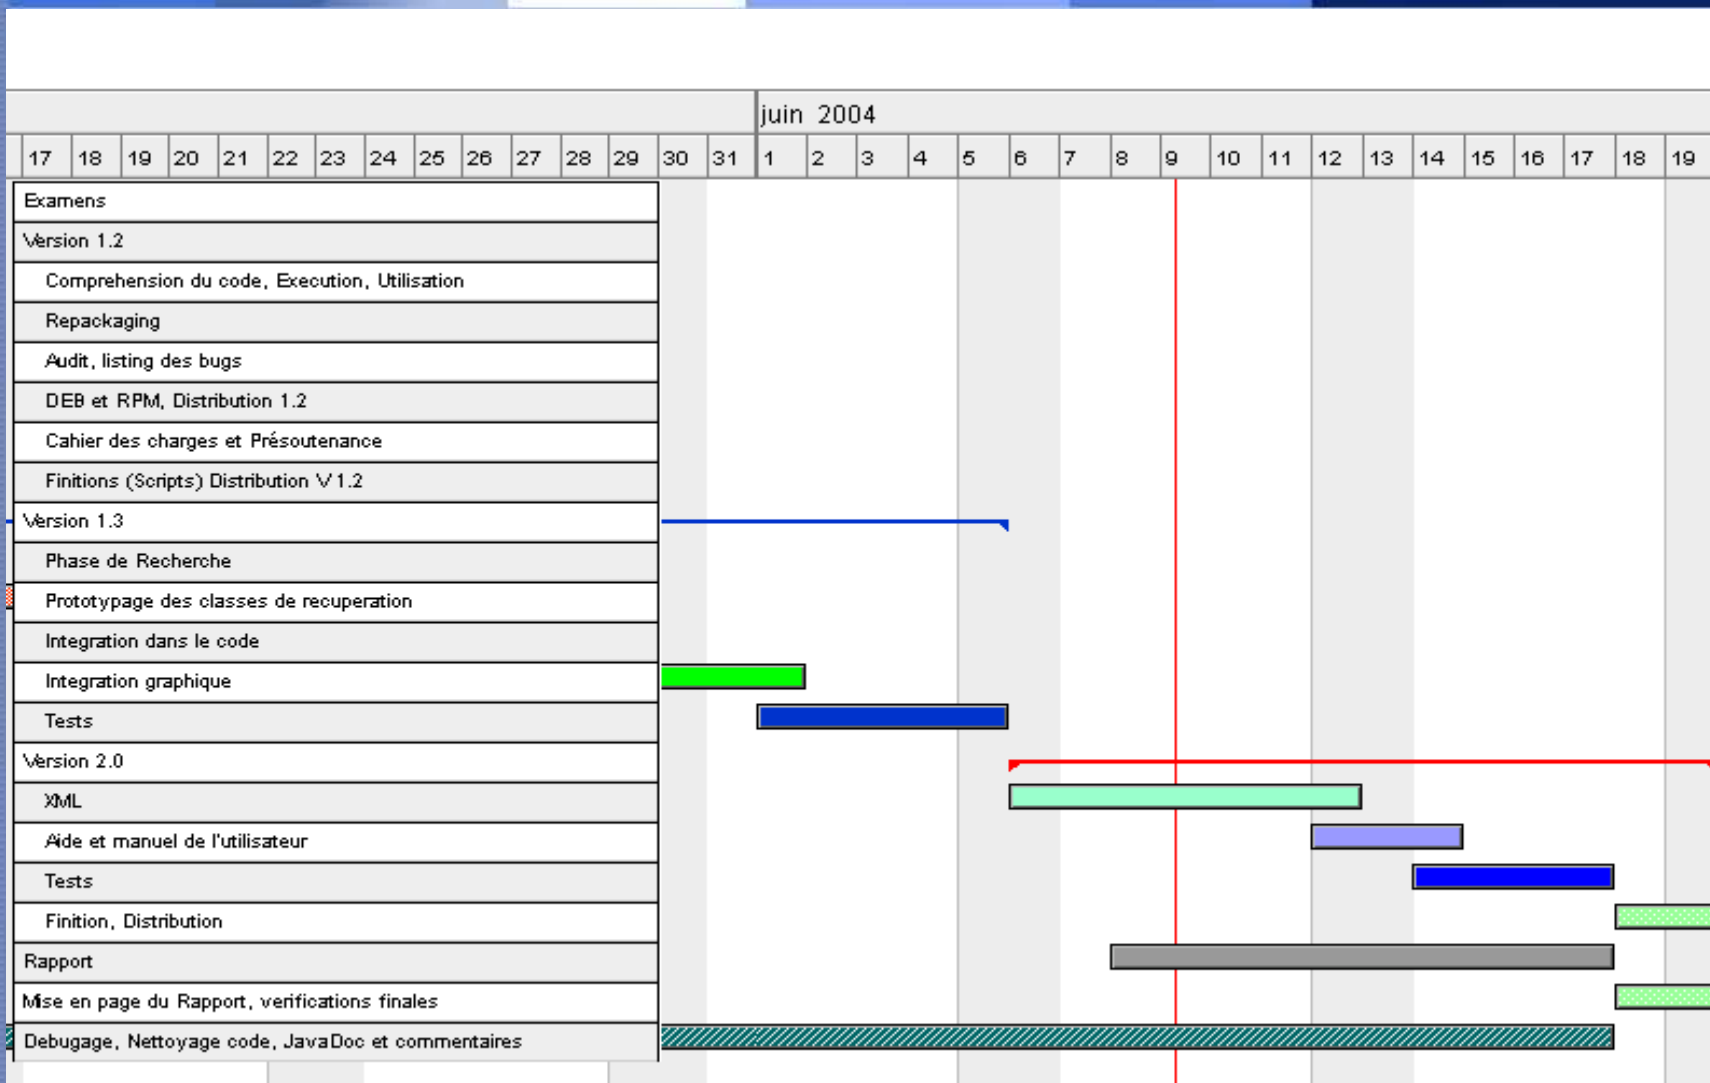 juin 2004
17 18 19 20 21 22 23 24 25 26 27 28 29 30 31 1 2 3 4 5 6 7 8 9 10 11 12 13 14 15 16 17 18 19
Examens
Version 1.2
Comprehension du code, Execution, Utilisation
Repackaging
Audit, listing des bugs
DEB et RPM, Distribution 1.2
Cahier des charges et Présoutenance
Finitions (Scripts) Distribution V 1.2
Version 1.3
Phase de Recherche
Prototypage des classes de recuperation
Integration dans le code
Integration graphique
Tests
Version 2.0
XML
Aide et manuel de l'utilisateur
Tests
Finition, Distribution
Rapport
Mise en page du Rapport, verifications finales
Debugage, Nettoyage code, JavaDoc et commentaires